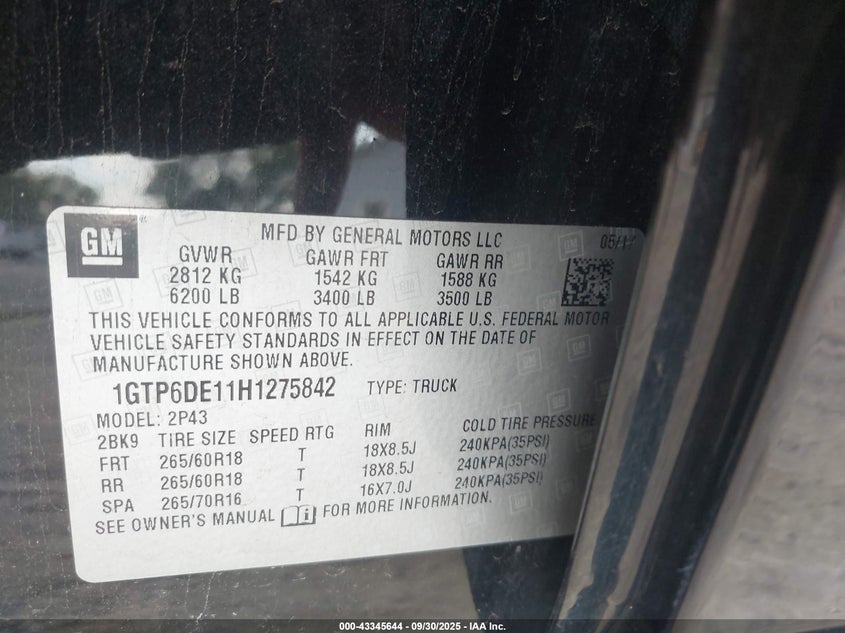 GM
MFD BY GENERAL MOTORS LLC
05/17
GVWR GAWR FRT GAWR RR
2812 KG 1542 KG 1588 KG
6200 LB 3400 LB 3500 LB
THIS VEHICLE CONFORMS TO ALL APPLICABLE U.S. FEDERAL MOTOR
VEHICLE SAFETY STANDARDS IN EFFECT ON THE DATE OF
MANUFACTURE SHOWN ABOVE.
1GTP6DE11H1275842 TYPE: TRUCK
MODEL: 2P43
2BK9 TIRE SIZE SPEED RTG RIM COLD TIRE PRESSURE
FRT 265/60R18 T 18X8.5J 240KPA(35PSI)
RR 265/60R18 T 18X8.5J 240KPA(35PSI)
SPA 265/70R16 T 16X7.0J 240KPA(35PSI)
SEE OWNER'S MANUAL i FOR MORE INFORMATION.
000-43345644 - 09/30/2025 - IAA Inc.